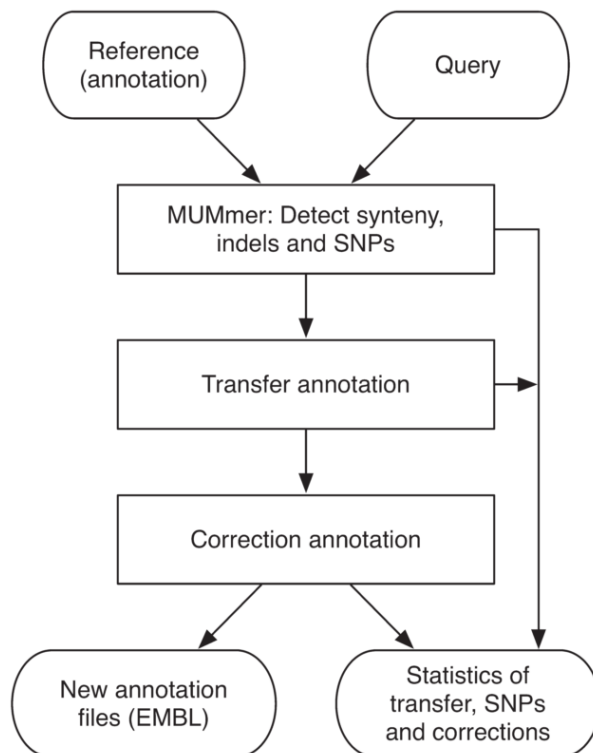 Reference
(annotation)
Query
MUMmer: Detect synteny,
indels and SNPs
Transfer annotation
Correction annotation
New annotation
files (EMBL)
Statistics of
transfer, SNPs
and corrections